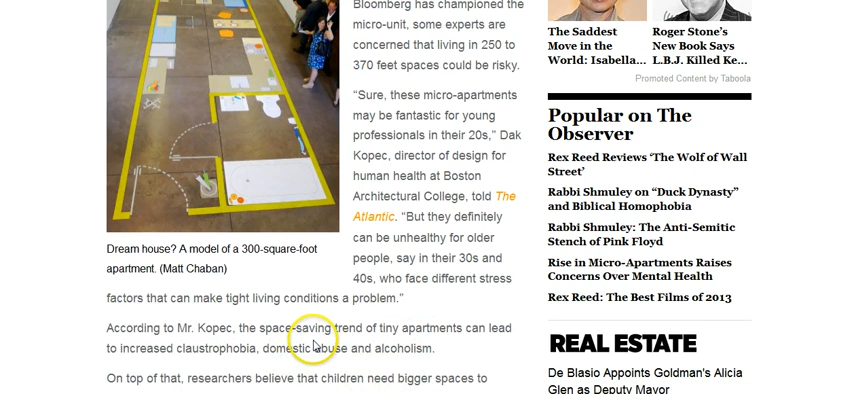 Bloomberg has championed the
micro-unit, some experts are
concerned that living in 250 to
370 feet spaces could be risky.
“Sure, these micro-apartments
may be fantastic for young
professionals in their 20s,” Dak
Kopec, director of design for
human health at Boston
Architectural College, told The
Atlantic. “But they definitely
can be unhealthy for older
people, say in their 30s and
40s, who face different stress
factors that can make tight living conditions a problem.”
Dream house? A model of a 300-square-foot
apartment. (Matt Chaban)
According to Mr. Kopec, the space-saving trend of tiny apartments can lead
to increased claustrophobia, domestic abuse and alcoholism.
On top of that, researchers believe that children need bigger spaces to
The Saddest
Move in the
World: Isabella...
Roger Stone’s
New Book Says
L.B.J. Killed Ke...
Promoted Content by Taboola
Popular on The
Observer
Rex Reed Reviews ‘The Wolf of Wall
Street’
Rabbi Shmuley on “Duck Dynasty”
and Biblical Homophobia
Rabbi Shmuley: The Anti-Semitic
Stench of Pink Floyd
Rise in Micro-Apartments Raises
Concerns Over Mental Health
Rex Reed: The Best Films of 2013
REAL ESTATE
De Blasio Appoints Goldman's Alicia
Glen as Deputy Mayor